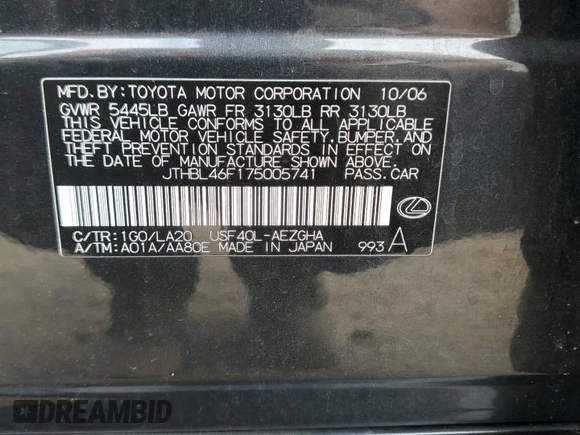 MFD.BY:TOYOTA MOTOR CORPORATION 10/06
GVWR 5445LB GAWR FR 3130LB RR 3130LB
THIS VEHICLE CONFORMS TO ALL APPLICABLE
FEDERAL MOTOR VEHICLE SAFETY, BUMPER, AND
THEFT PREVENTION STANDARDS IN EFFECT ON
THE DATE OF MANUFACTURE SHOWN ABOVE.
JTHBL46F175005741 PASS.CAR
C/TR:1G0/LA20 USF40L-AEZGHA
A/TM:A01A/AA80E MADE IN JAPAN 993 A
DREAMBID